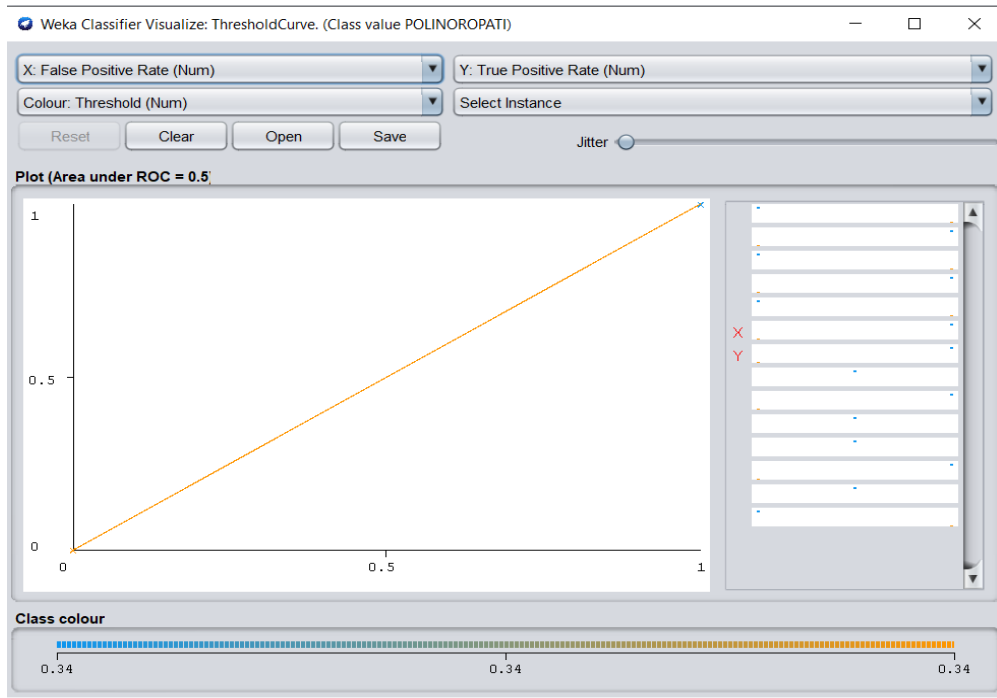 Weka Classifier Visualize: ThresholdCurve. (Class value POLINOROPATI)
X: False Positive Rate (Num)
Y: True Positive Rate (Num)
Colour: Threshold (Num)
Select Instance
Reset
Clear
Open
Save
Jitter
Plot (Area under ROC = 0.5)
1
0.5
0
0
0.5
1
X
Y
Class colour
0.34
0.34
0.34